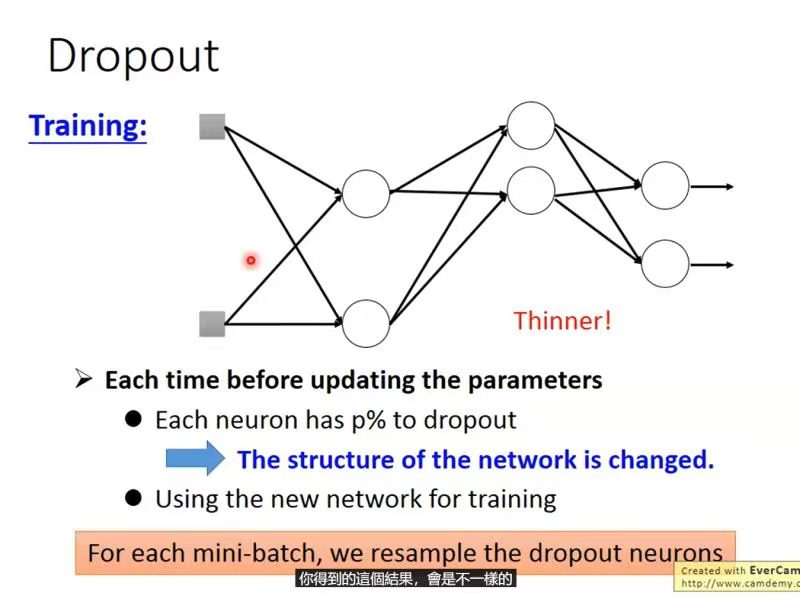 Dropout
Training:
Thinner!
➢ Each time before updating the parameters
● Each neuron has p% to dropout
The structure of the network is changed.
● Using the new network for training
For each mini-batch, we resample the dropout neurons
你得到的這個結果，會是不一樣的
Created with EverCam
http://www.camdemy.c